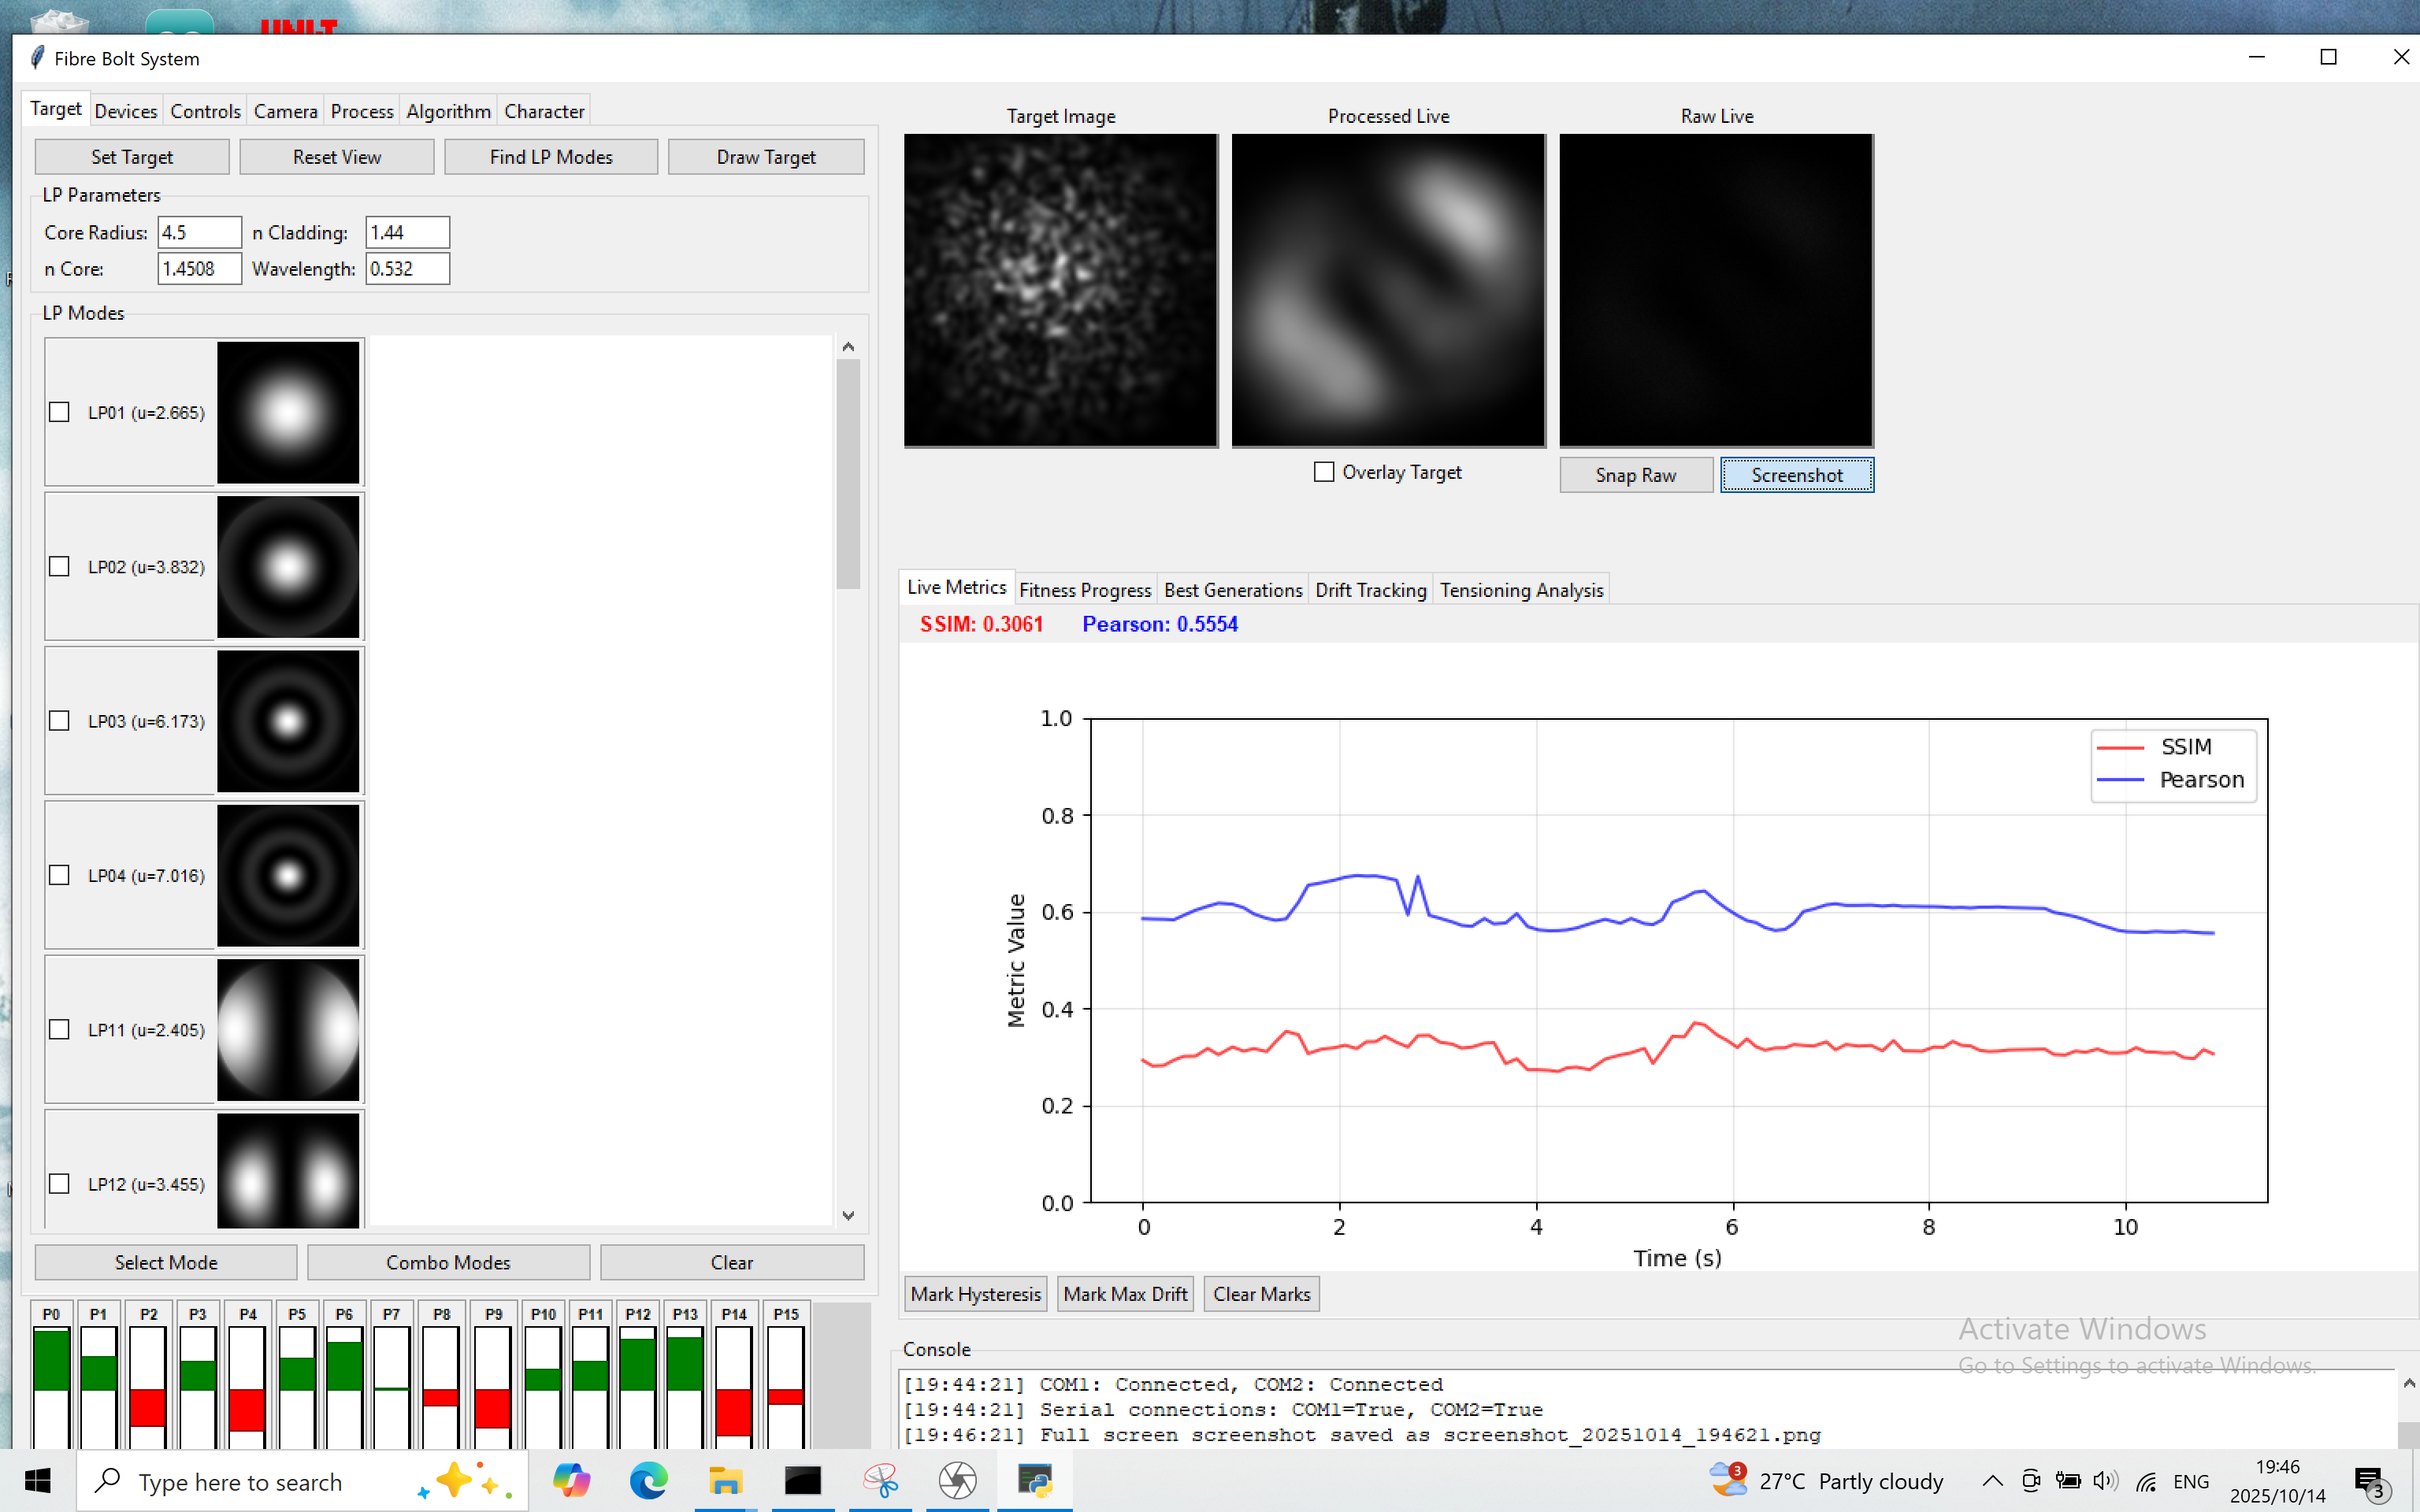 UNI-T
Fibre Bolt System
Target Devices Controls Camera Process Algorithm Character
Set Target Reset View Find LP Modes Draw Target
LP Parameters
Core Radius: 4.5 n Cladding: 1.44
n Core: 1.4508 Wavelength: 0.532
LP Modes
LP01 (u=2.665)
LP02 (u=3.832)
LP03 (u=6.173)
LP04 (u=7.016)
LP11 (u=2.405)
LP12 (u=3.455)
Select Mode Combo Modes Clear
P0 P1 P2 P3 P4 P5 P6 P7 P8 P9 P10 P11 P12 P13 P14 P15
Target Image Processed Live Raw Live
Overlay Target Snap Raw Screenshot
Live Metrics Fitness Progress Best Generations Drift Tracking Tensioning Analysis
SSIM: 0.3061 Pearson: 0.5554
1.0
0.8
0.6
0.4
0.2
0.0
Metric Value
SSIM
Pearson
0 2 4 6 8 10
Time (s)
Mark Hysteresis Mark Max Drift Clear Marks
Activate Windows
Go to Settings to activate Windows.
Console
[19:44:21] COM1: Connected, COM2: Connected
[19:44:21] Serial connections: COM1=True, COM2=True
[19:46:21] Full screen screenshot saved as screenshot_20251014_194621.png
Type here to search
3
27°C Partly cloudy
ENG
19:46
2025/10/14
3